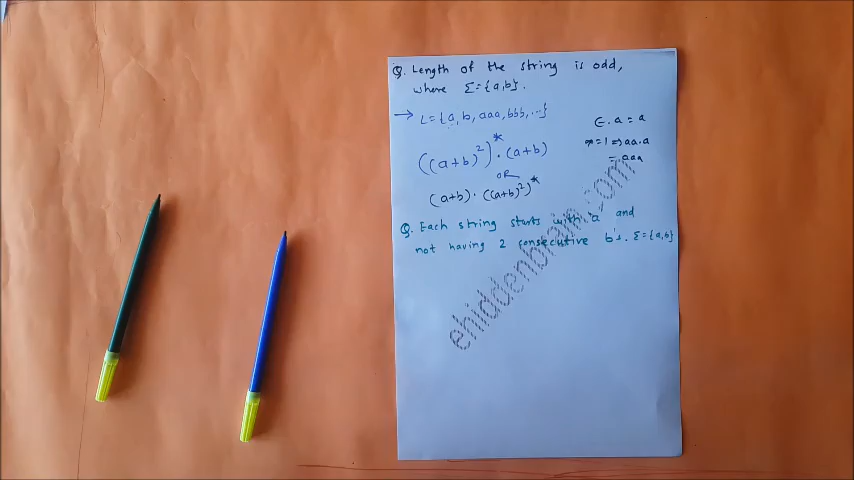 Q. Length of the string is odd,
where Σ={a,b}.
→ L={a, b, aaa, bbb, ...}
((a+b)²)* . (a+b)
OR
(a+b) . ((a+b)²)*
ϵ . a = a
*=1 ⇒ aa.a
= aaa
Q. Each string starts with 'a' and
not having 2 consecutive b's. Σ={a,b}
ehiddenbrain.com